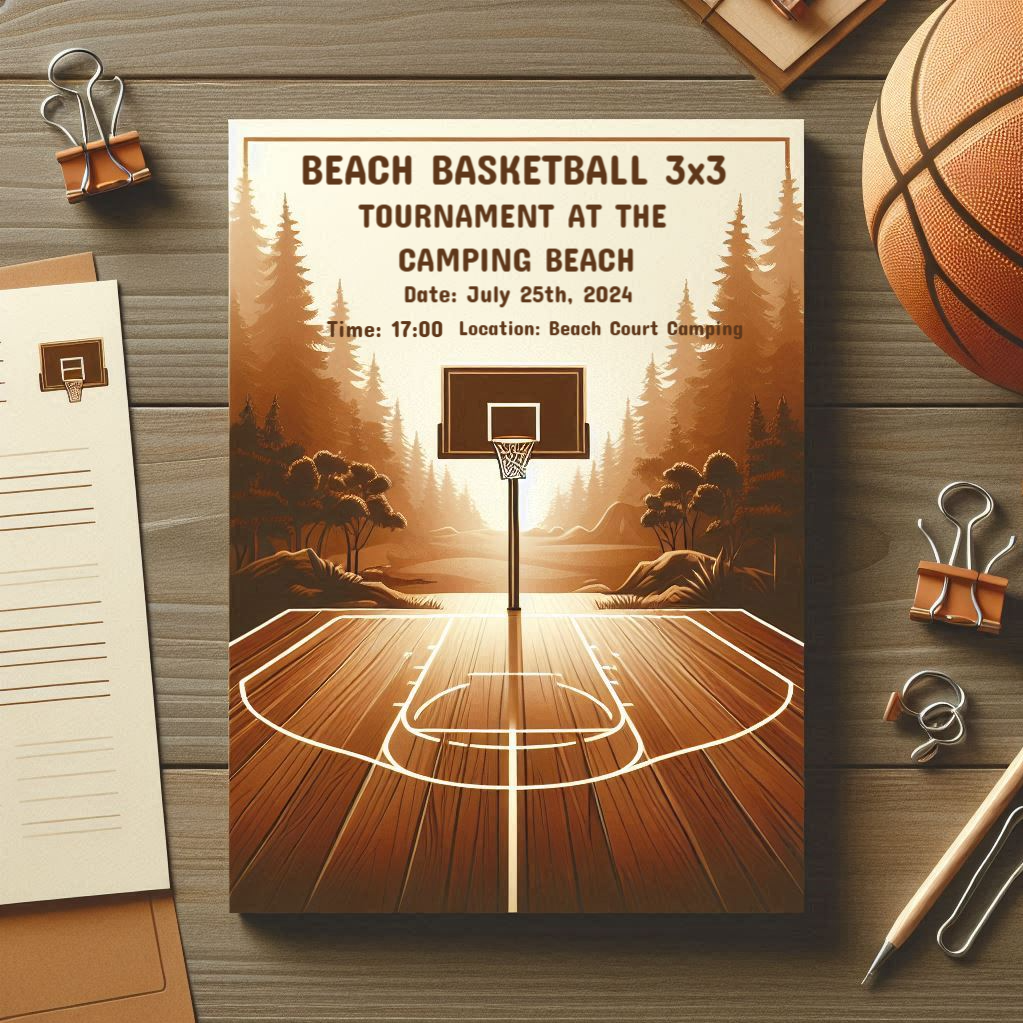 BEACH BASKETBALL 3x3
TOURNAMENT AT THE
CAMPING BEACH
Date: July 25th, 2024
Time: 17:00 Location: Beach Court Camping